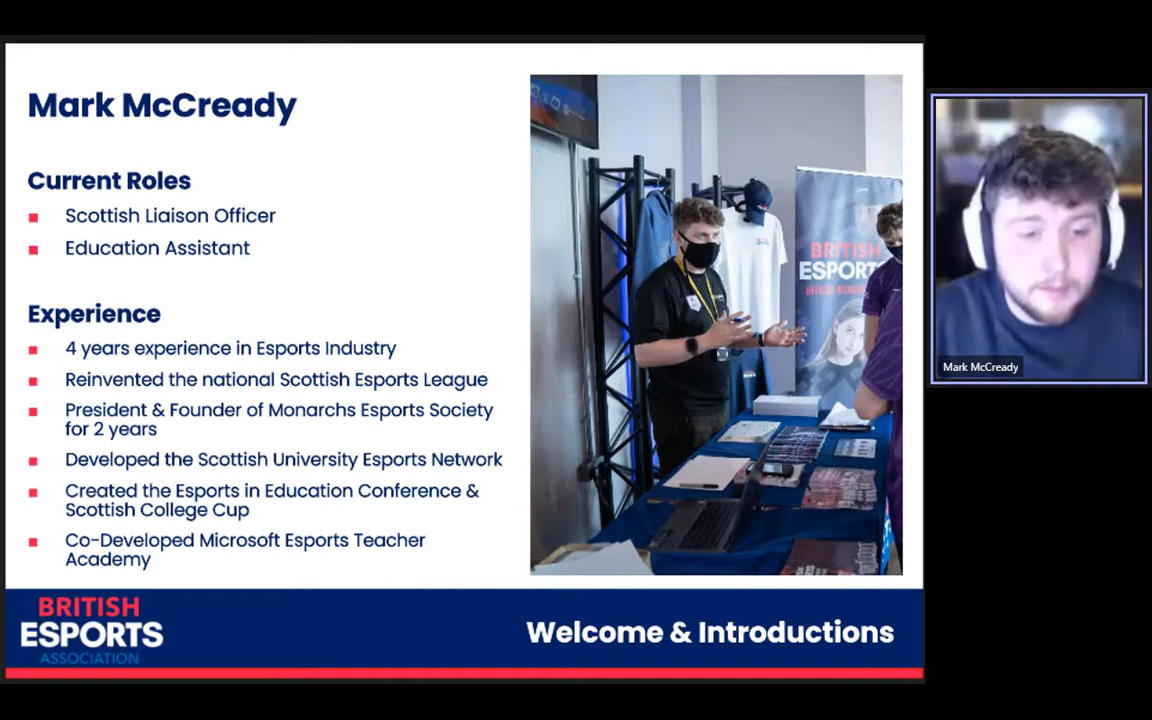 Mark McCready
Current Roles
Scottish Liaison Officer
Education Assistant
Experience
4 years experience in Esports Industry
Reinvented the national Scottish Esports League
President & Founder of Monarchs Esports Society
for 2 years
Developed the Scottish University Esports Network
Created the Esports in Education Conference &
Scottish College Cup
Co-Developed Microsoft Esports Teacher
Academy
BRITISH
ESPORTS
BRITISH
ESPORTS
ASSOCIATION
Welcome & Introductions
Mark McCready